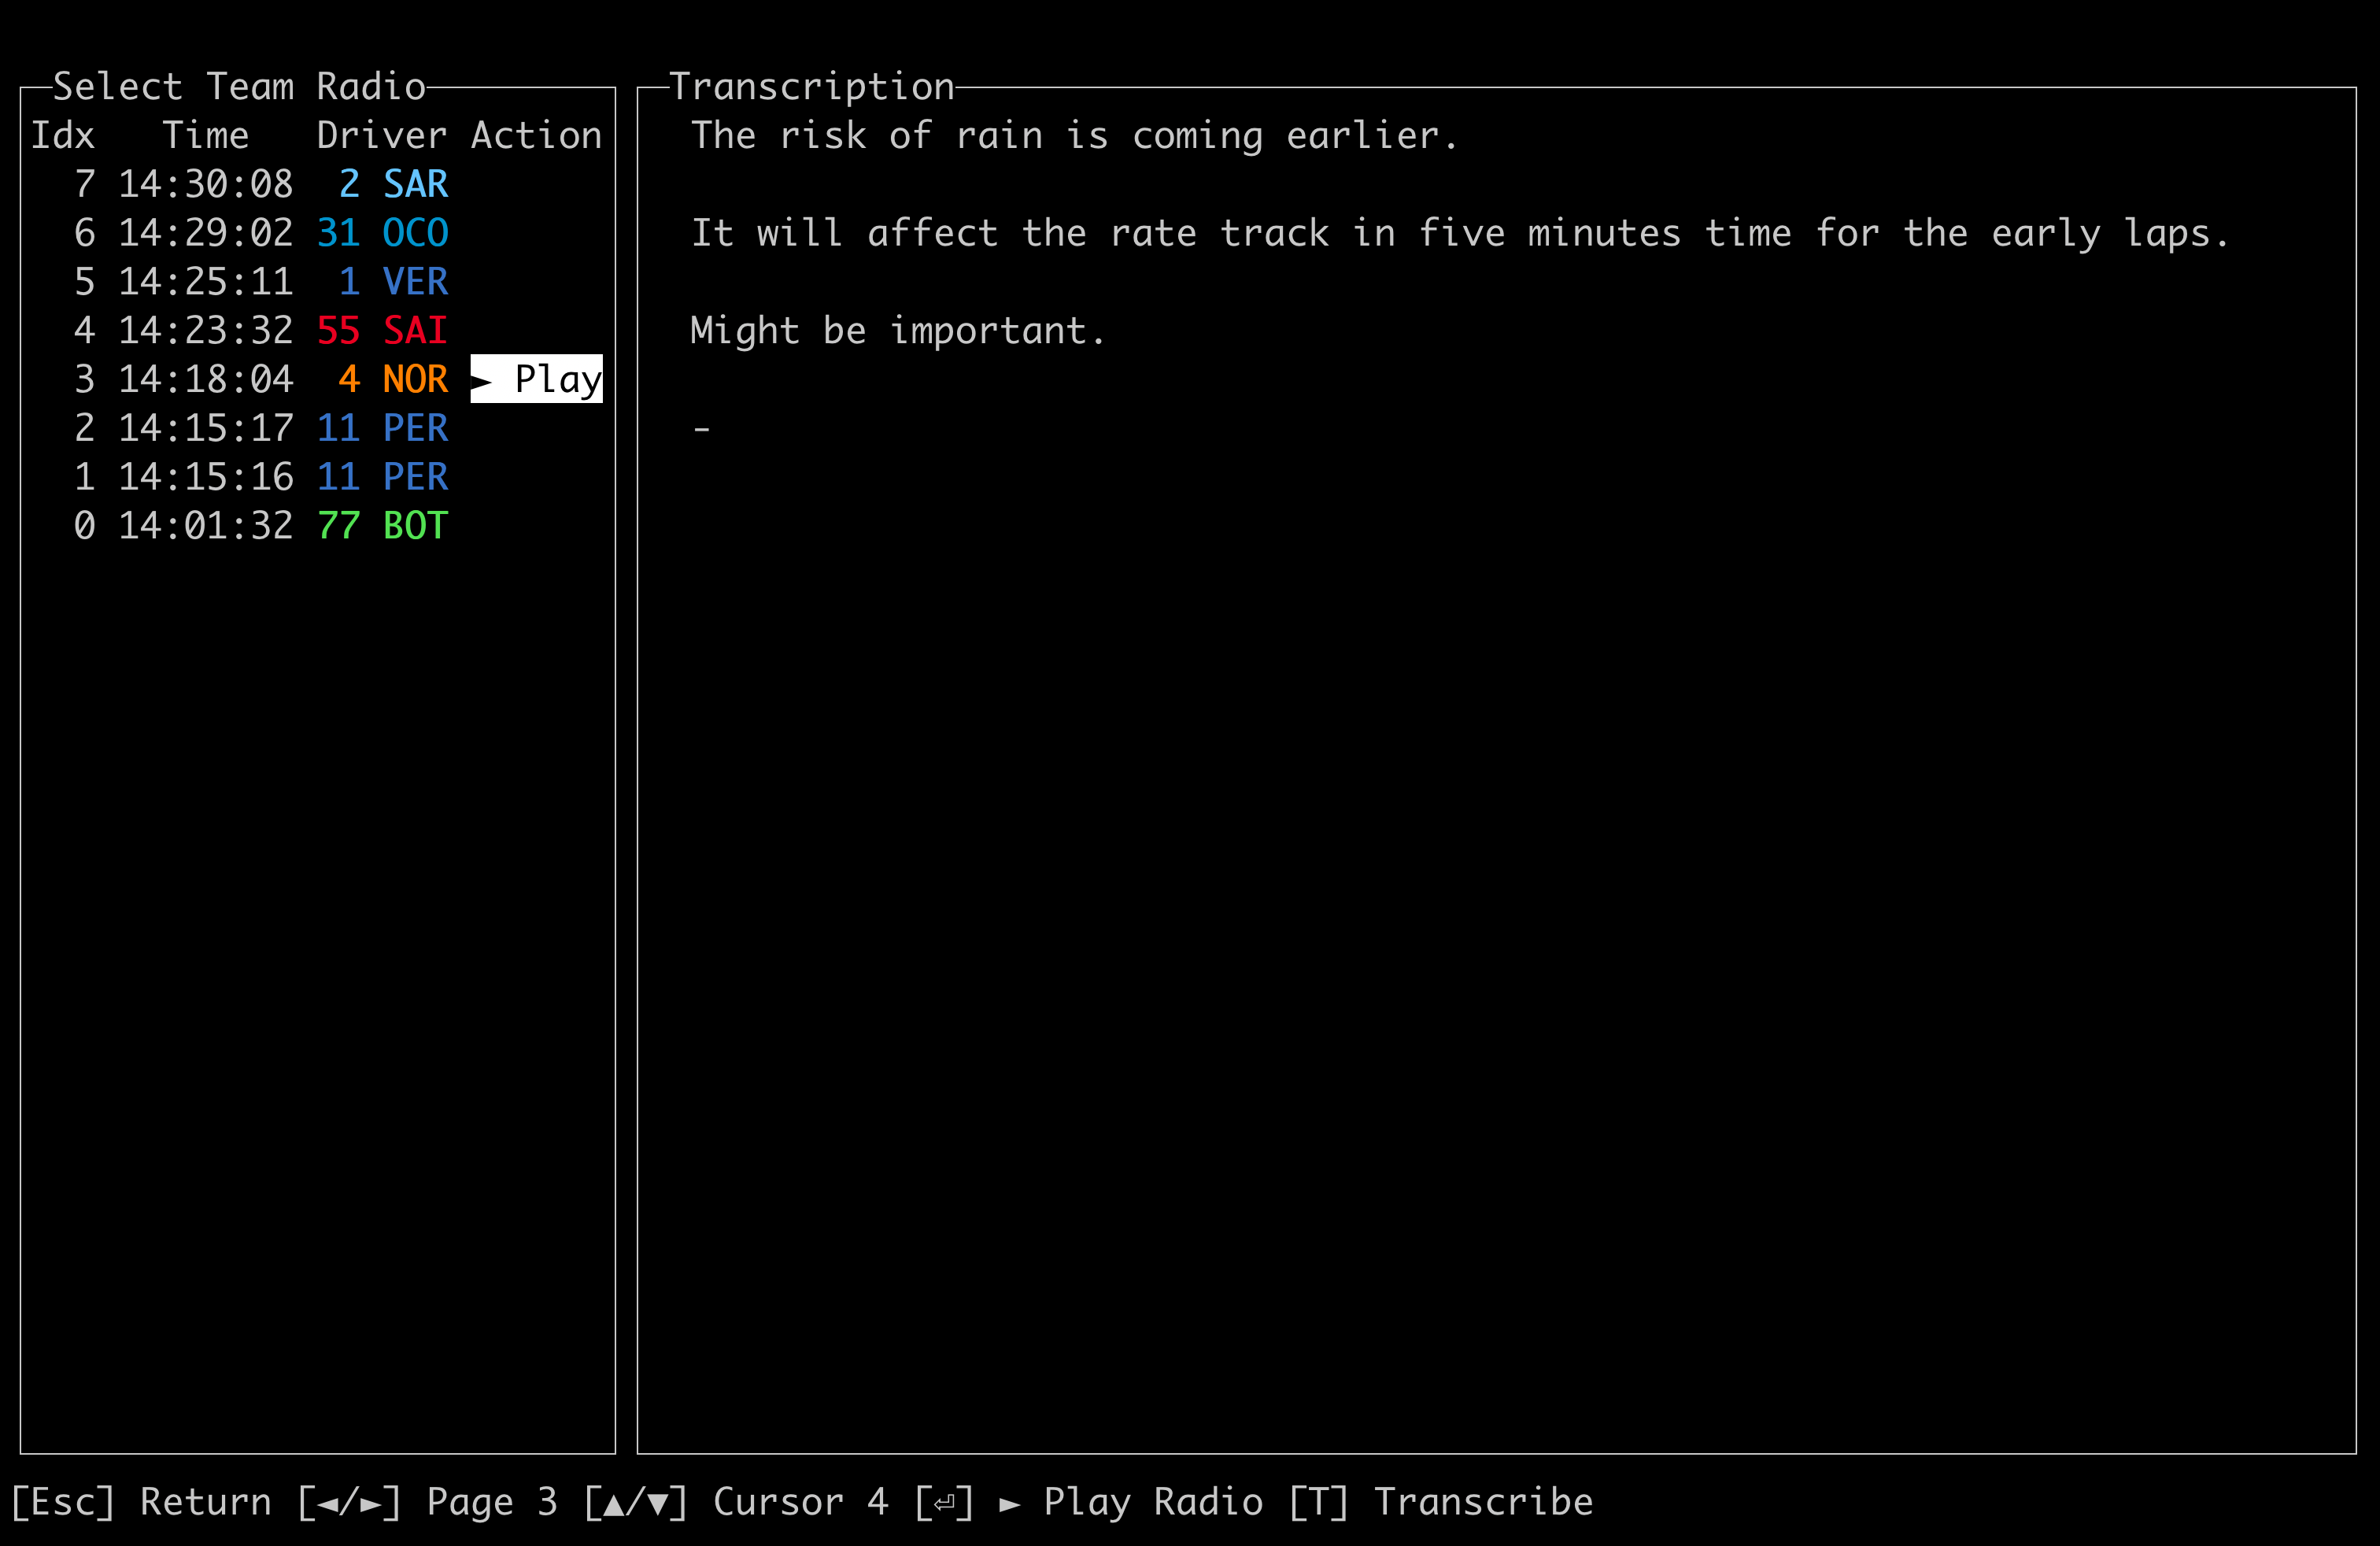 Select Team Radio
Idx Time Driver Action
7 14:30:08 2 SAR
6 14:29:02 31 OCO
5 14:25:11 1 VER
4 14:23:32 55 SAI
3 14:18:04 4 NOR ► Play
2 14:15:17 11 PER
1 14:15:16 11 PER
0 14:01:32 77 BOT
Transcription
The risk of rain is coming earlier.
It will affect the rate track in five minutes time for the early laps.
Might be important.
-
[Esc] Return [◄/►] Page 3 [▲/▼] Cursor 4 [⏎] ► Play Radio [T] Transcribe